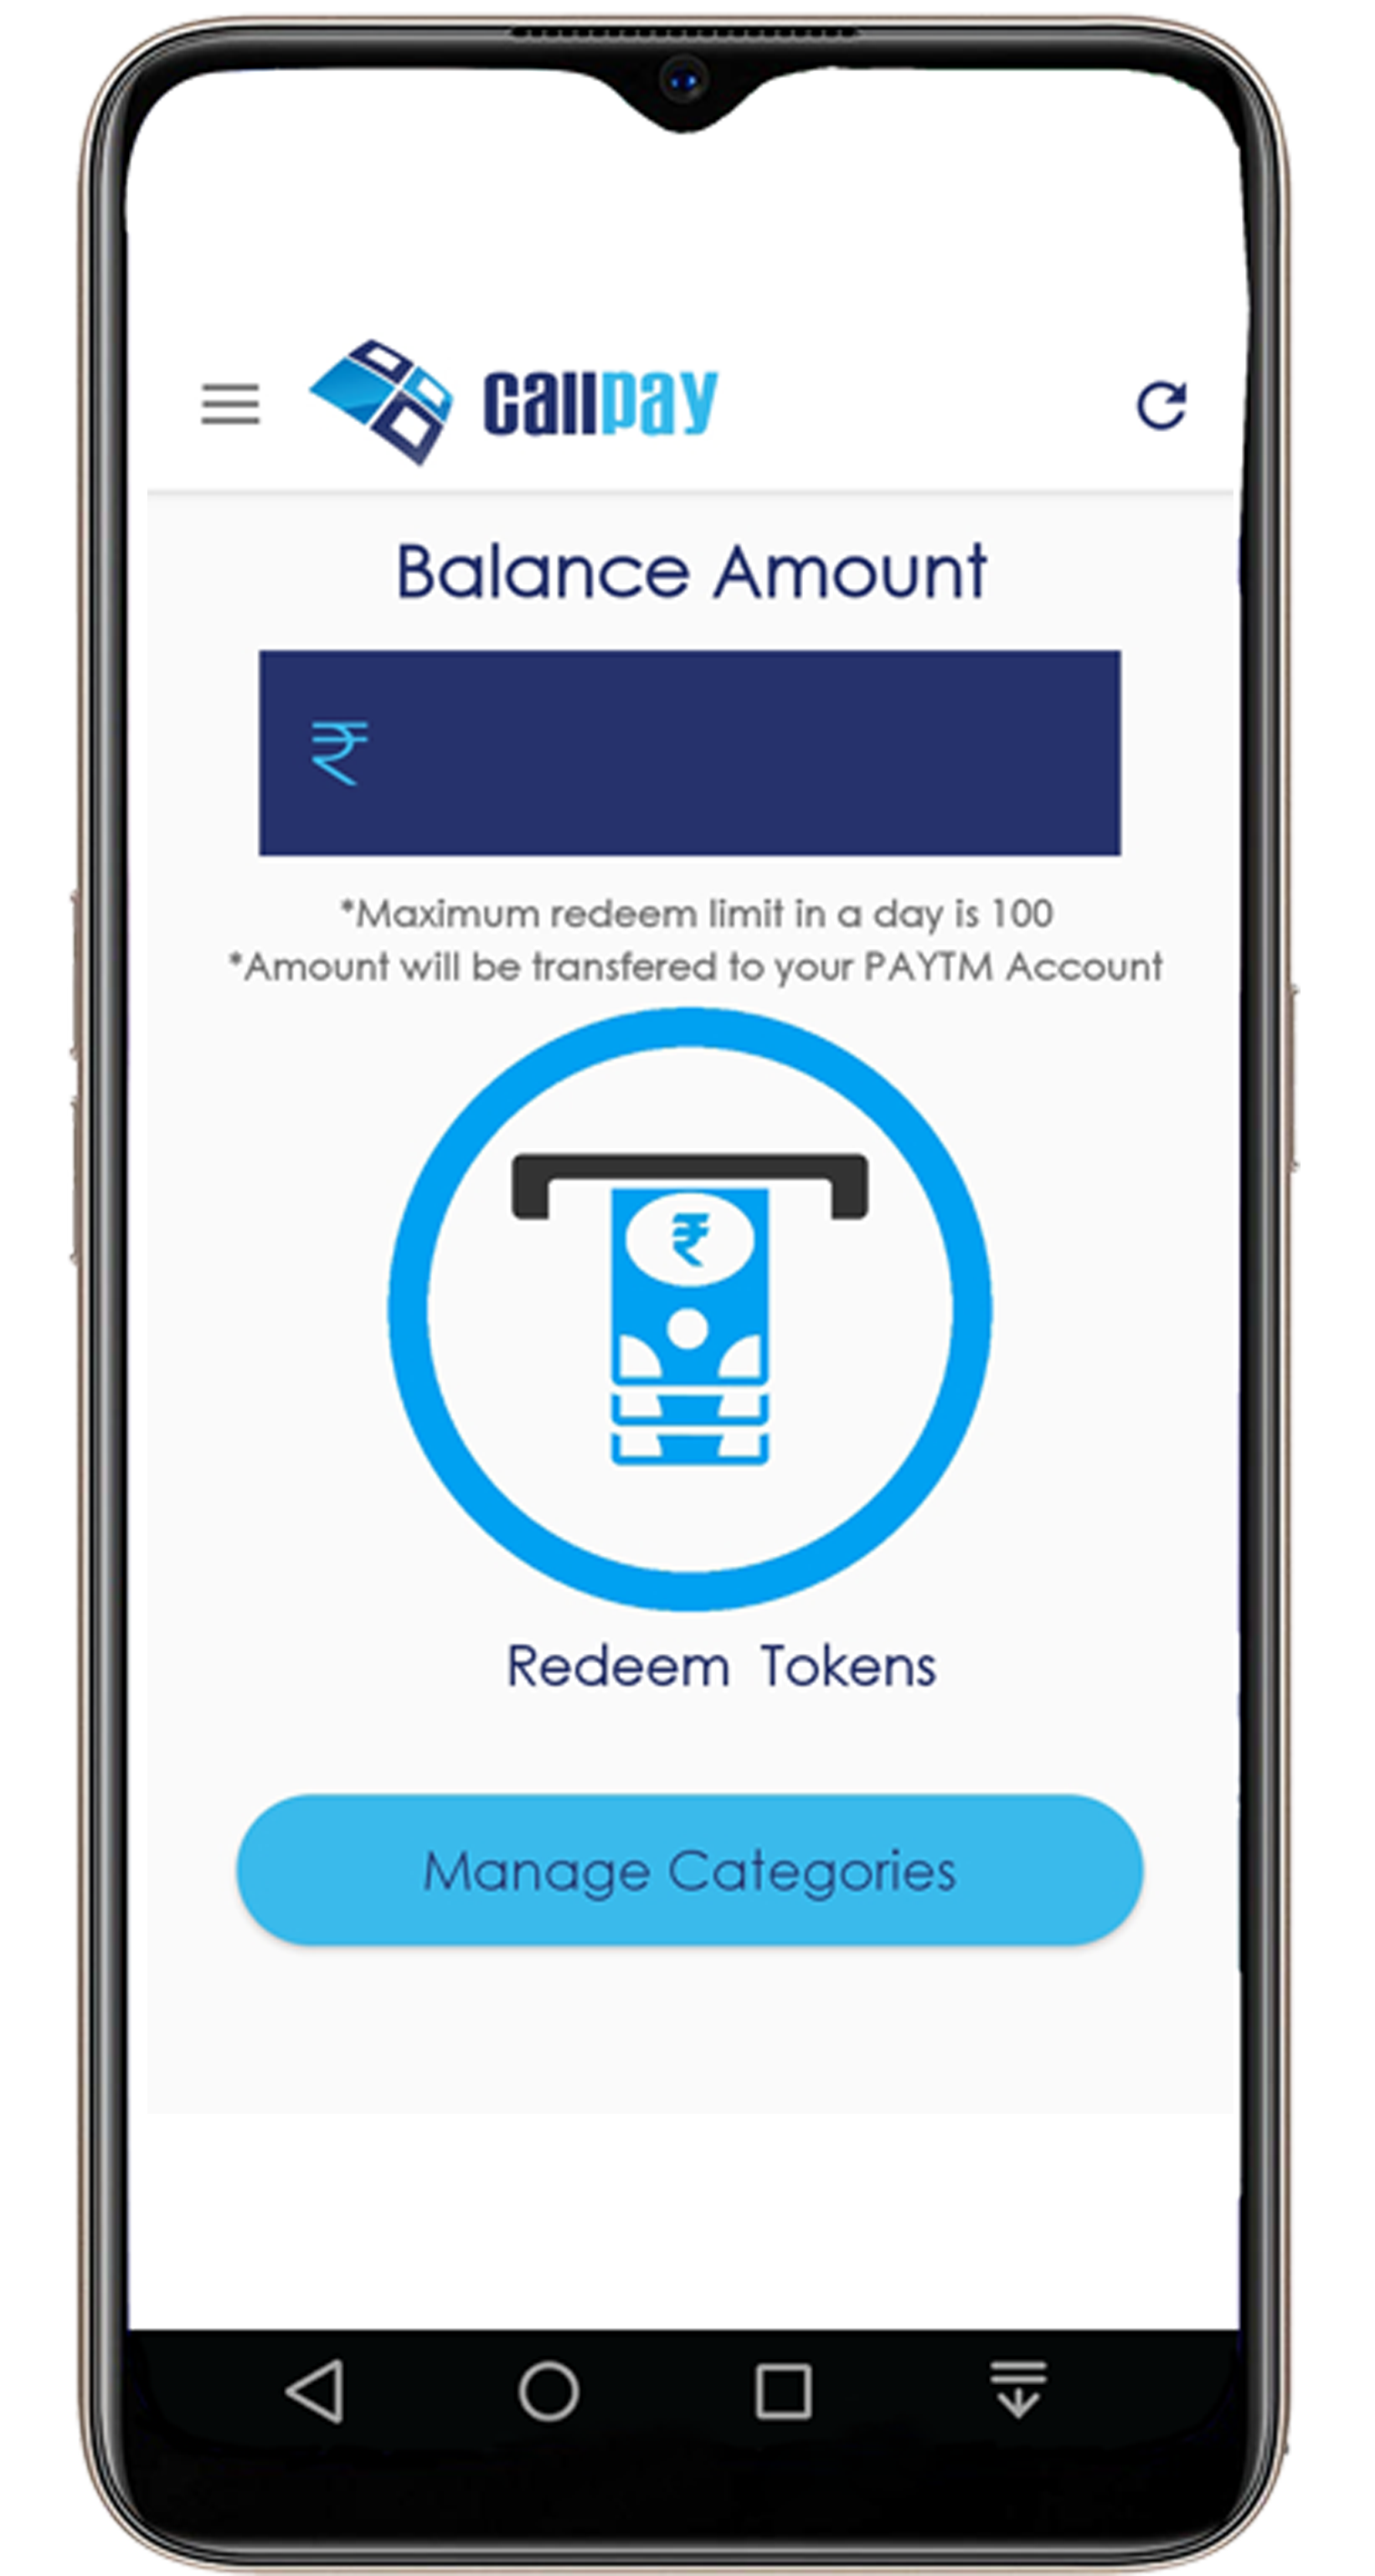 callpay
Balance Amount
₹
*Maximum redeem limit in a day is 100
*Amount will be transfered to your PAYTM Account
₹
Redeem Tokens
Manage Categories